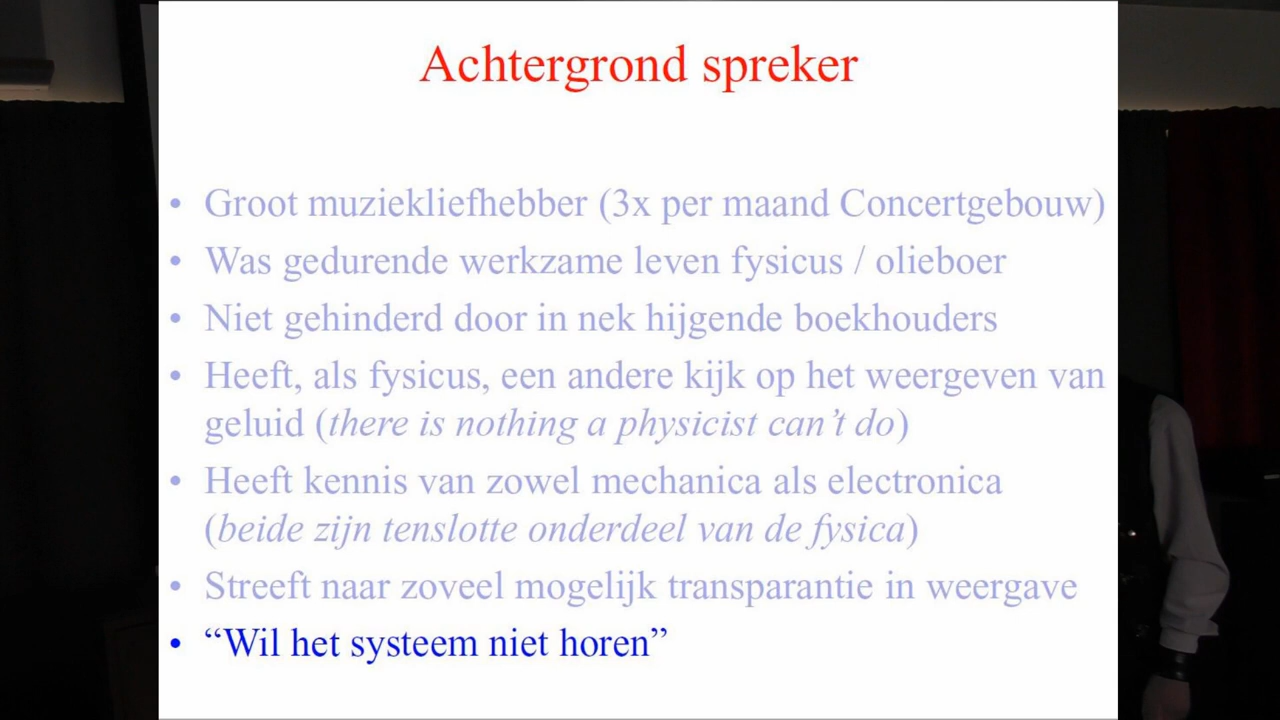 Achtergrond spreker
• Groot muziekliefhebber (3x per maand Concertgebouw)
• Was gedurende werkzame leven fysicus / olieboer
• Niet gehinderd door in nek hijgende boekhouders
• Heeft, als fysicus, een andere kijk op het weergeven van
geluid (there is nothing a physicist can’t do)
• Heeft kennis van zowel mechanica als electronica
(beide zijn tenslotte onderdeel van de fysica)
• Streeft naar zoveel mogelijk transparantie in weergave
• “Wil het systeem niet horen”